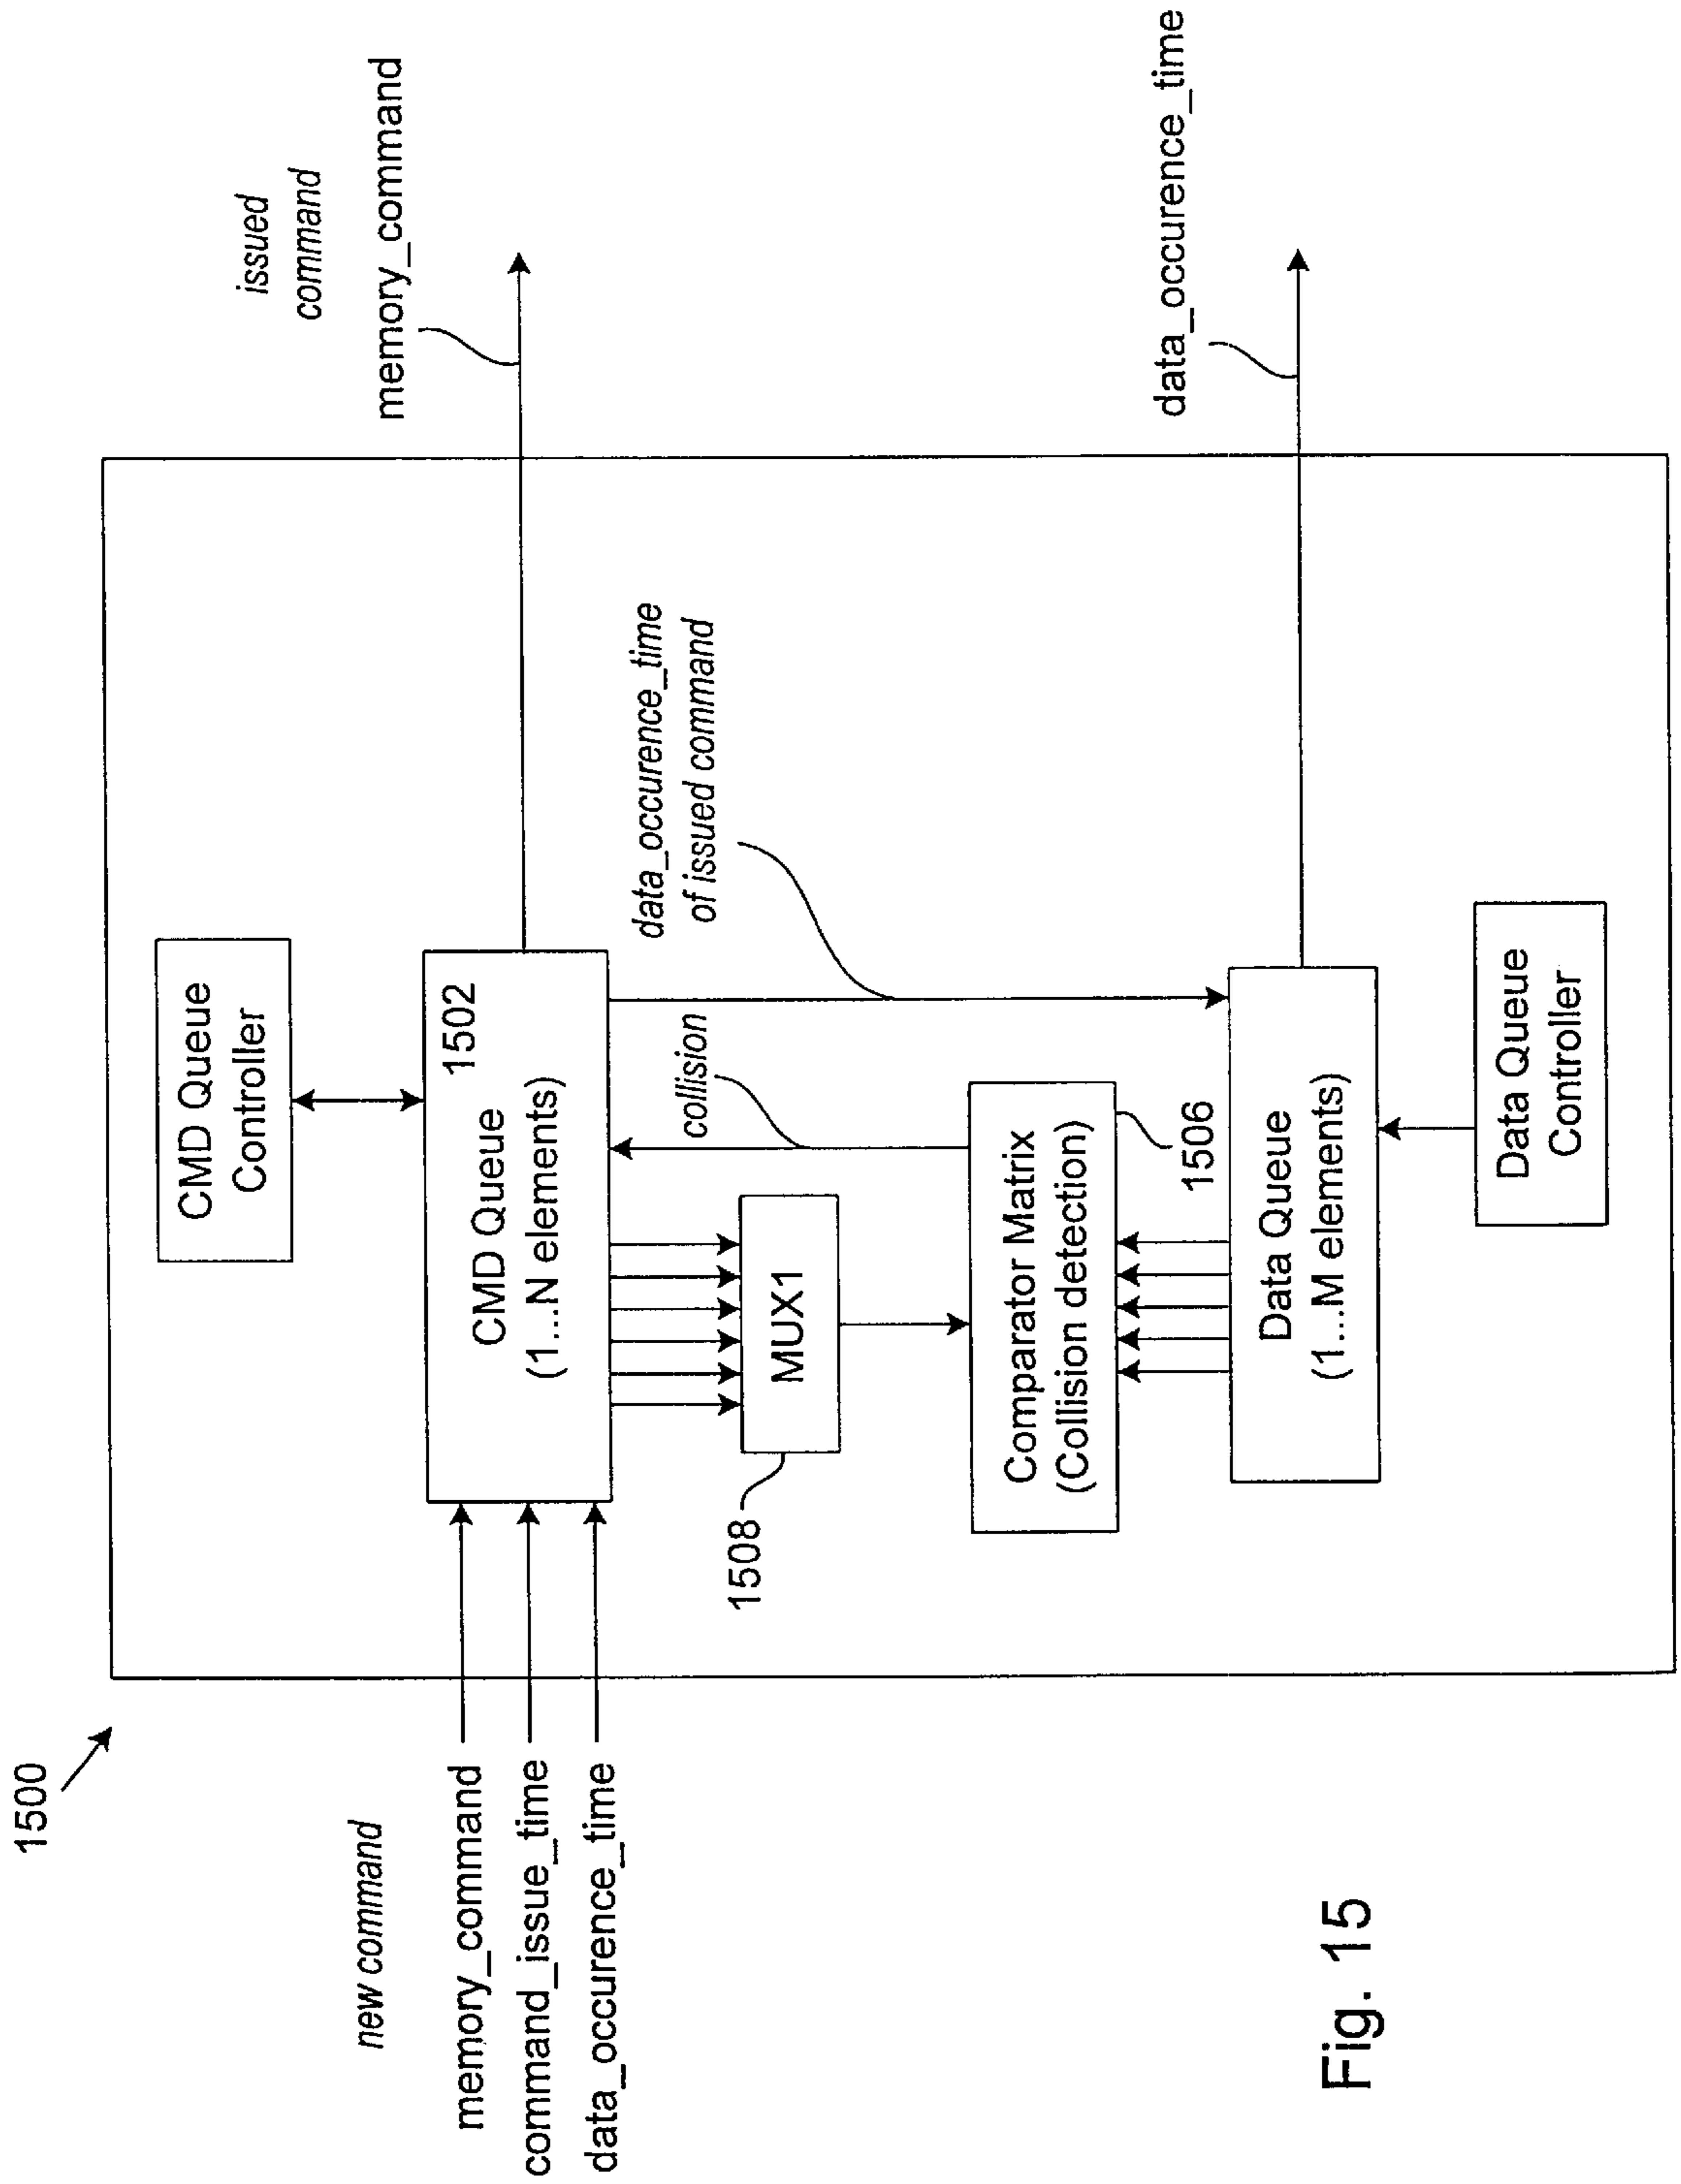 1500
new command
memory_command
command_issue_time
data_occurence_time
CMD Queue
Controller
1502
CMD Queue
(1...N elements)
issued
command
memory_command
1508
MUX1
collision
data_occurence_time
of issued command
Comparator Matrix
(Collision detection)
1506
Data Queue
(1...M elements)
data_occurence_time
Data Queue
Controller
Fig. 15